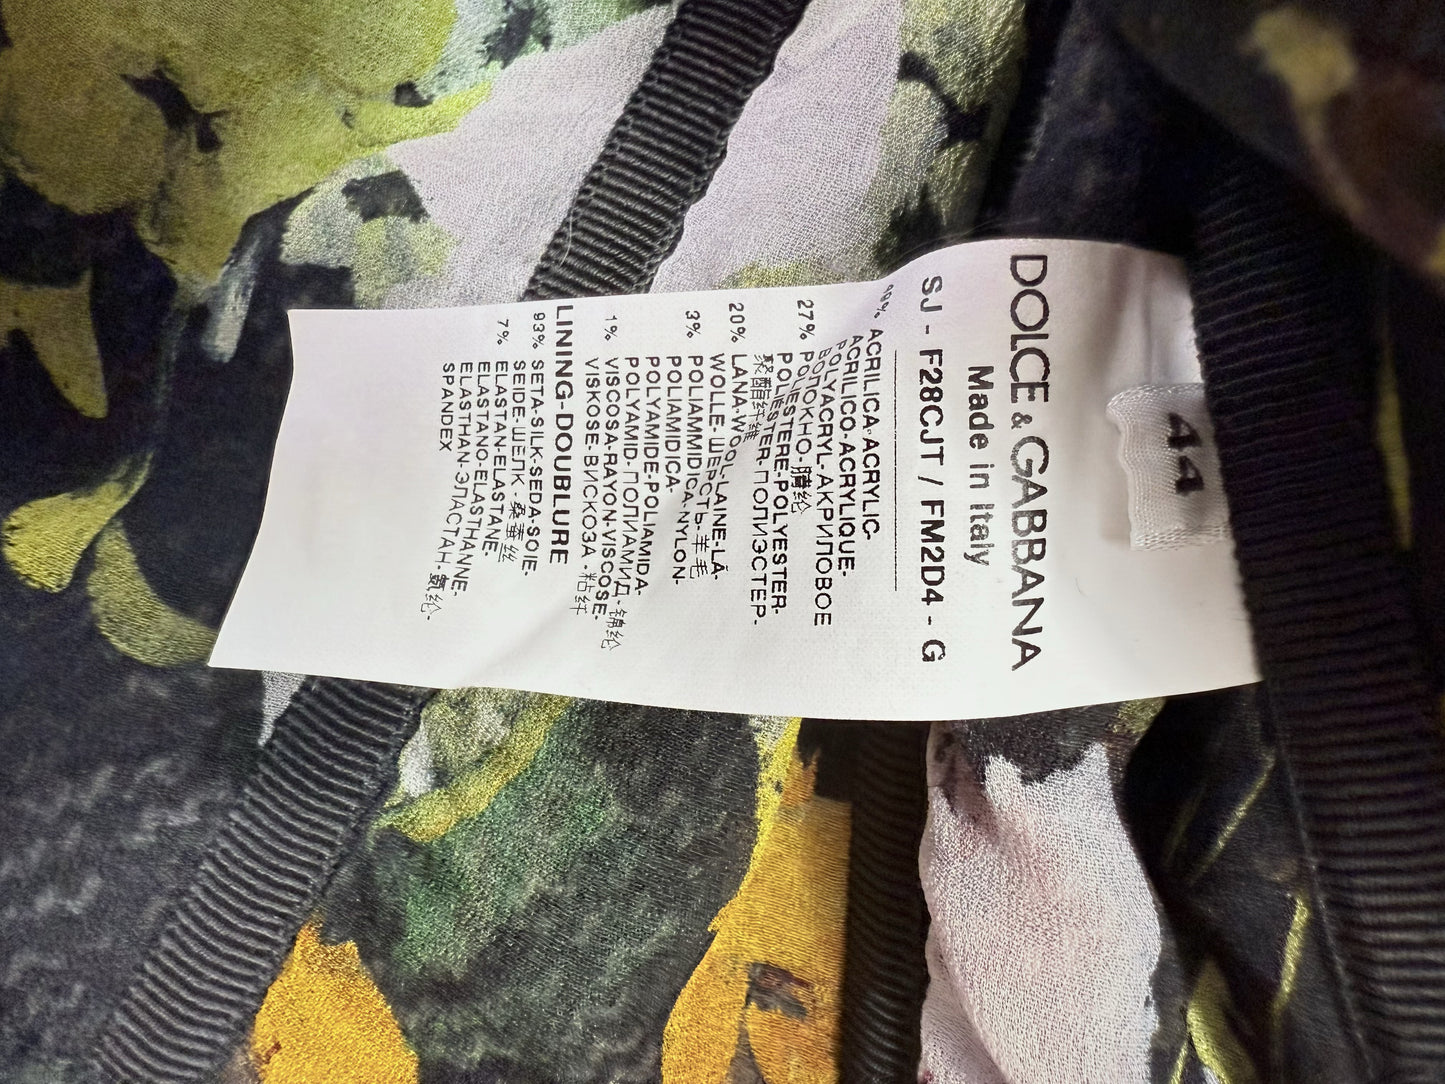 44
DOLCE & GABBANA
Made in Italy
SJ - F28CJT / FM2D4 - G
ACRILICA-ACRYLIC-
ACRILICO-ACRYLIQUE-
POLYACRYL-АКРИЛОВОЕ
ВОЛОКНО-腈纶
27% POLIESTERE-POLYESTER-
POLIESTER-ПОЛИЭСТЕР-
聚酯纤维
20% LANA-WOOL-LAINE-LÃ-
WOLLE-ШЕРСТЬ-羊毛
3% POLIAMMIDICA-NYLON-
POLIAMIDICA-
POLYAMIDE-POLIAMIDA-
POLYAMID-ПОЛИАМИД-锦纶
1% VISCOSA-RAYON-VISCOSE-
VISKOSE-ВИСКОЗА-粘纤
LINING-DOUBLURE
93% SETA-SILK-SEDA-SOIE-
SEIDE-ШЕЛК-桑蚕丝
7% ELASTAN-ELASTANE-
ELASTANO-ELASTHANNE-
ELASTHAN-ЭЛАСТАН-氨纶-
SPANDEX